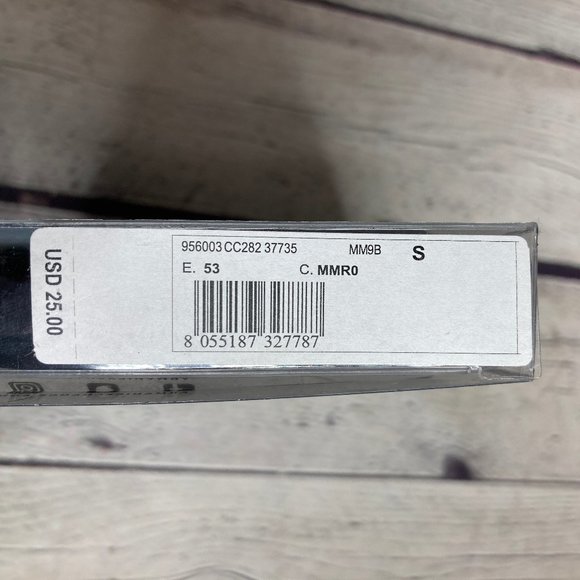 USD 25.00
956003 CC282 37735 MM9B S
E. 53 C. MMR0
8 055187 327787